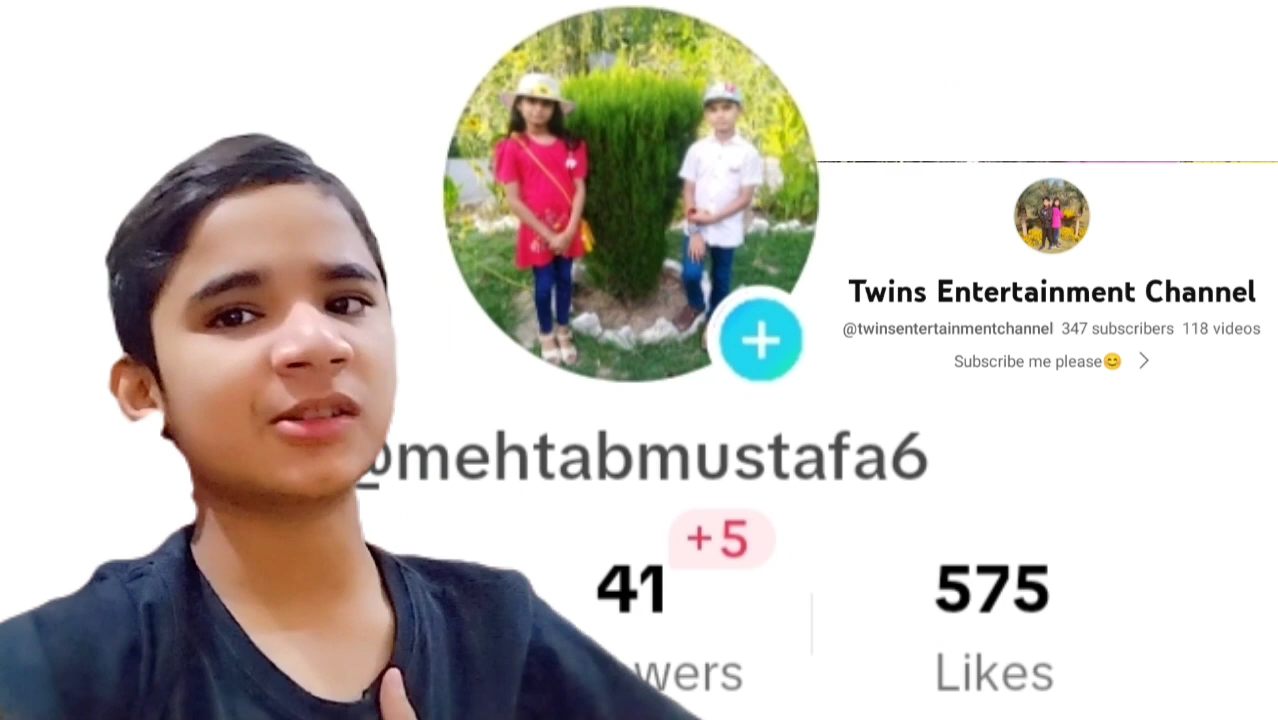 Twins Entertainment Channel
@twinsentertainmentchannel 347 subscribers 118 videos
Subscribe me please😊
@mehtabmustafa6
+5
41
575
wers
Likes